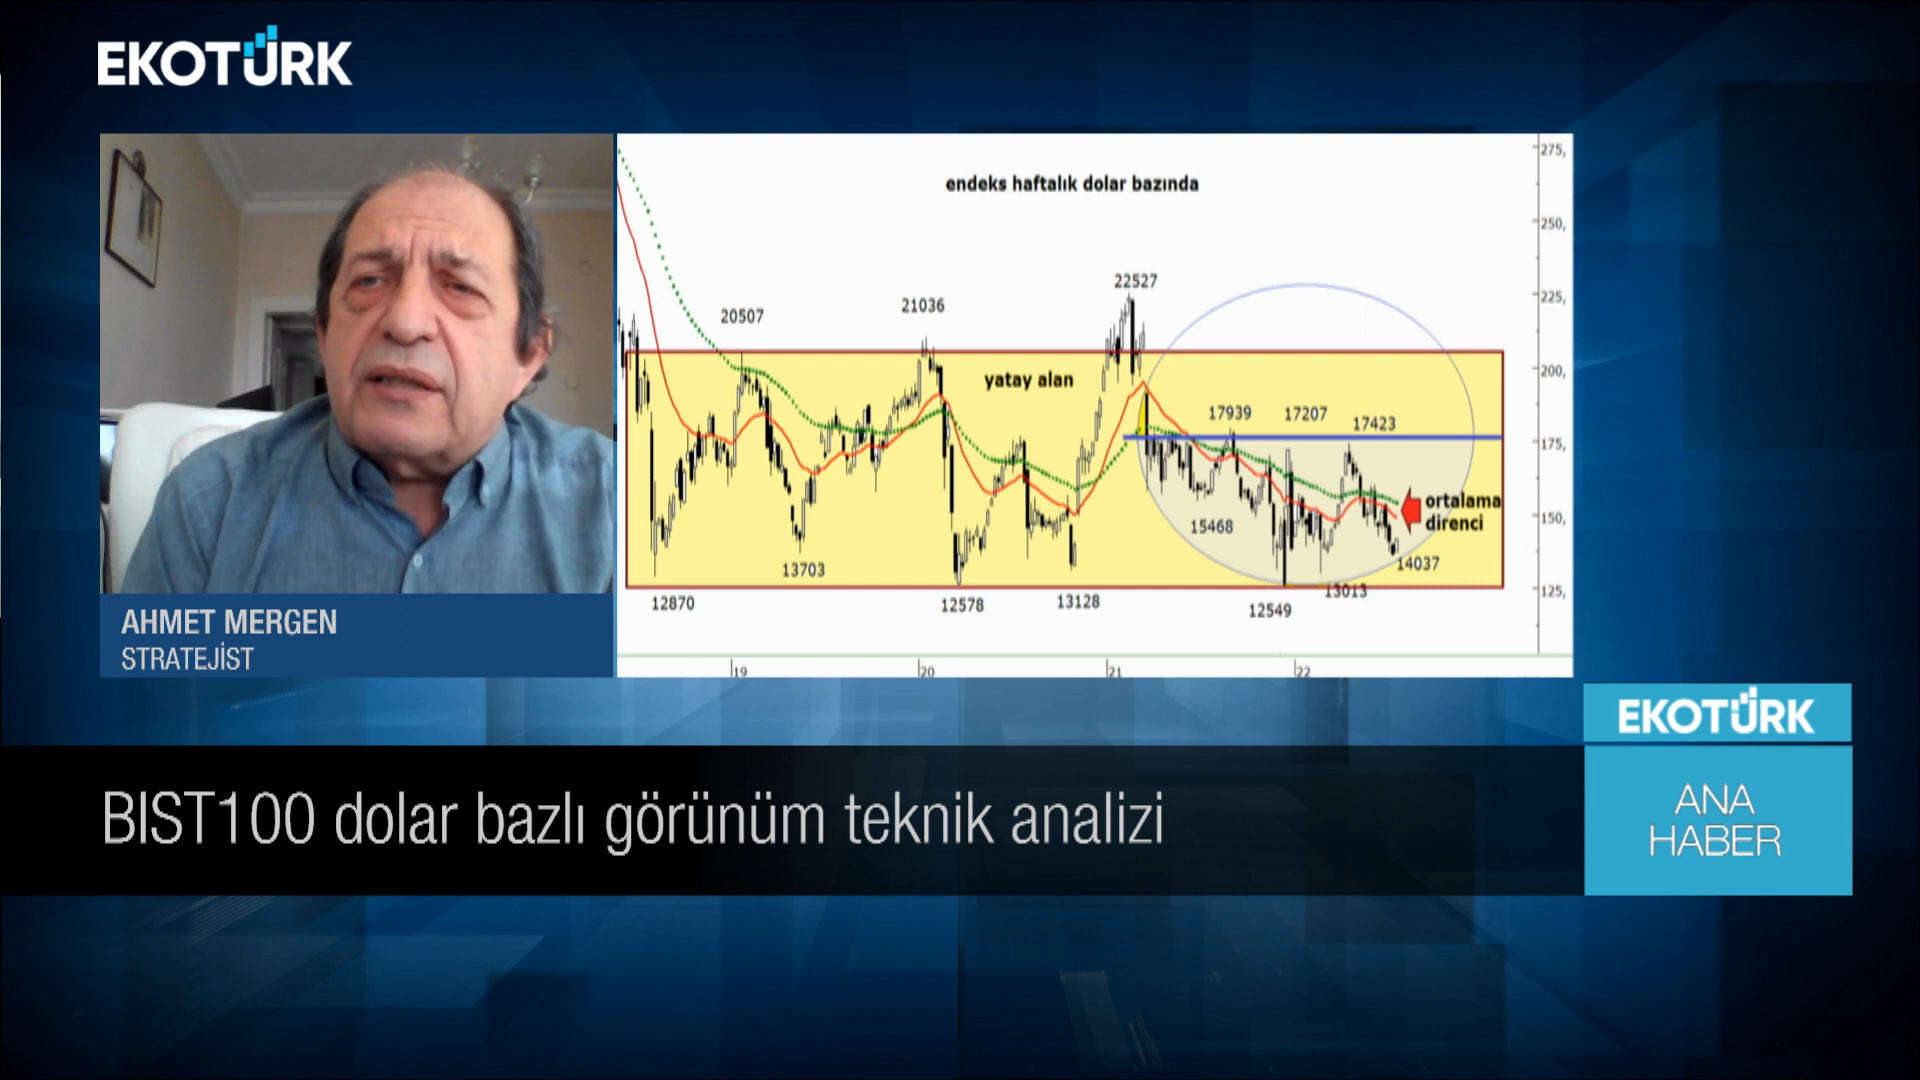 EKOTÜRK
endeks haftalık dolar bazında
275,
250,
225,
200,
175,
150,
125,
22527
21036
20507
yatay alan
17939
17207
17423
ortalama
direnci
15468
14037
13703
13013
12870
12578
13128
12549
19
20
21
22
AHMET MERGEN
STRATEJİST
EKOTÜRK
BIST100 dolar bazlı görünüm teknik analizi
ANA
HABER